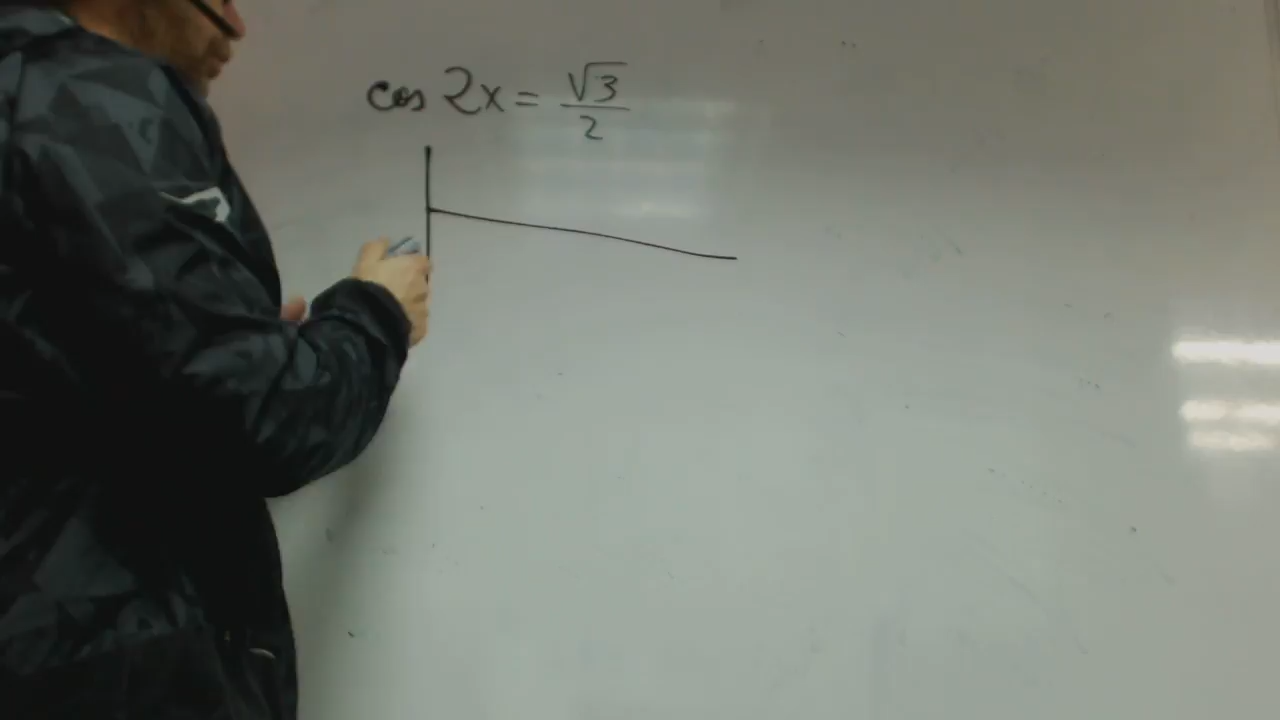 cos 2x = √3/2